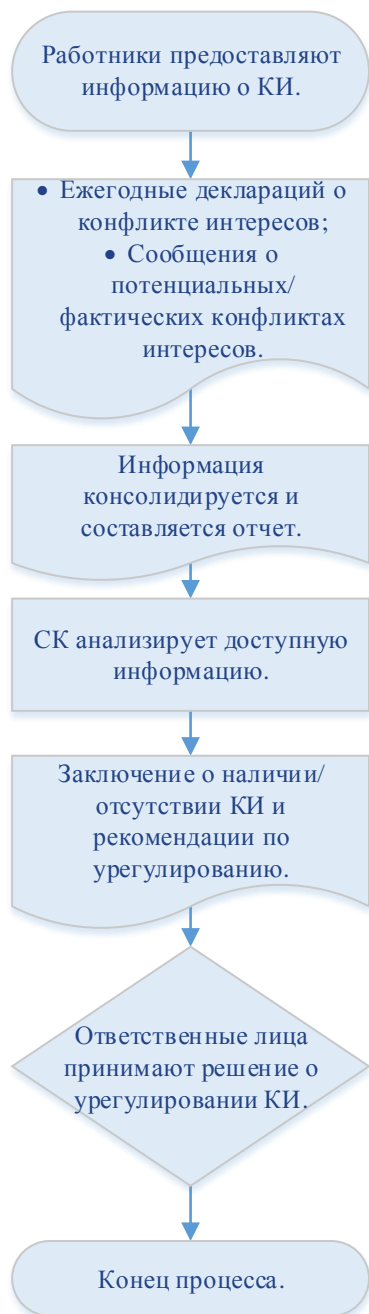 Работники предоставляют
информацию о КИ.
• Ежегодные деклараций о
конфликте интересов;
• Сообщения о
потенциальных/
фактических конфликтах
интересов.
Информация
консолидируется и
составляется отчет.
СК анализирует доступную
информацию.
Заключение о наличии/
отсутствии КИ и
рекомендации по
урегулированию.
Ответственные лица
принимают решение о
урегулировании КИ.
Конец процесса.